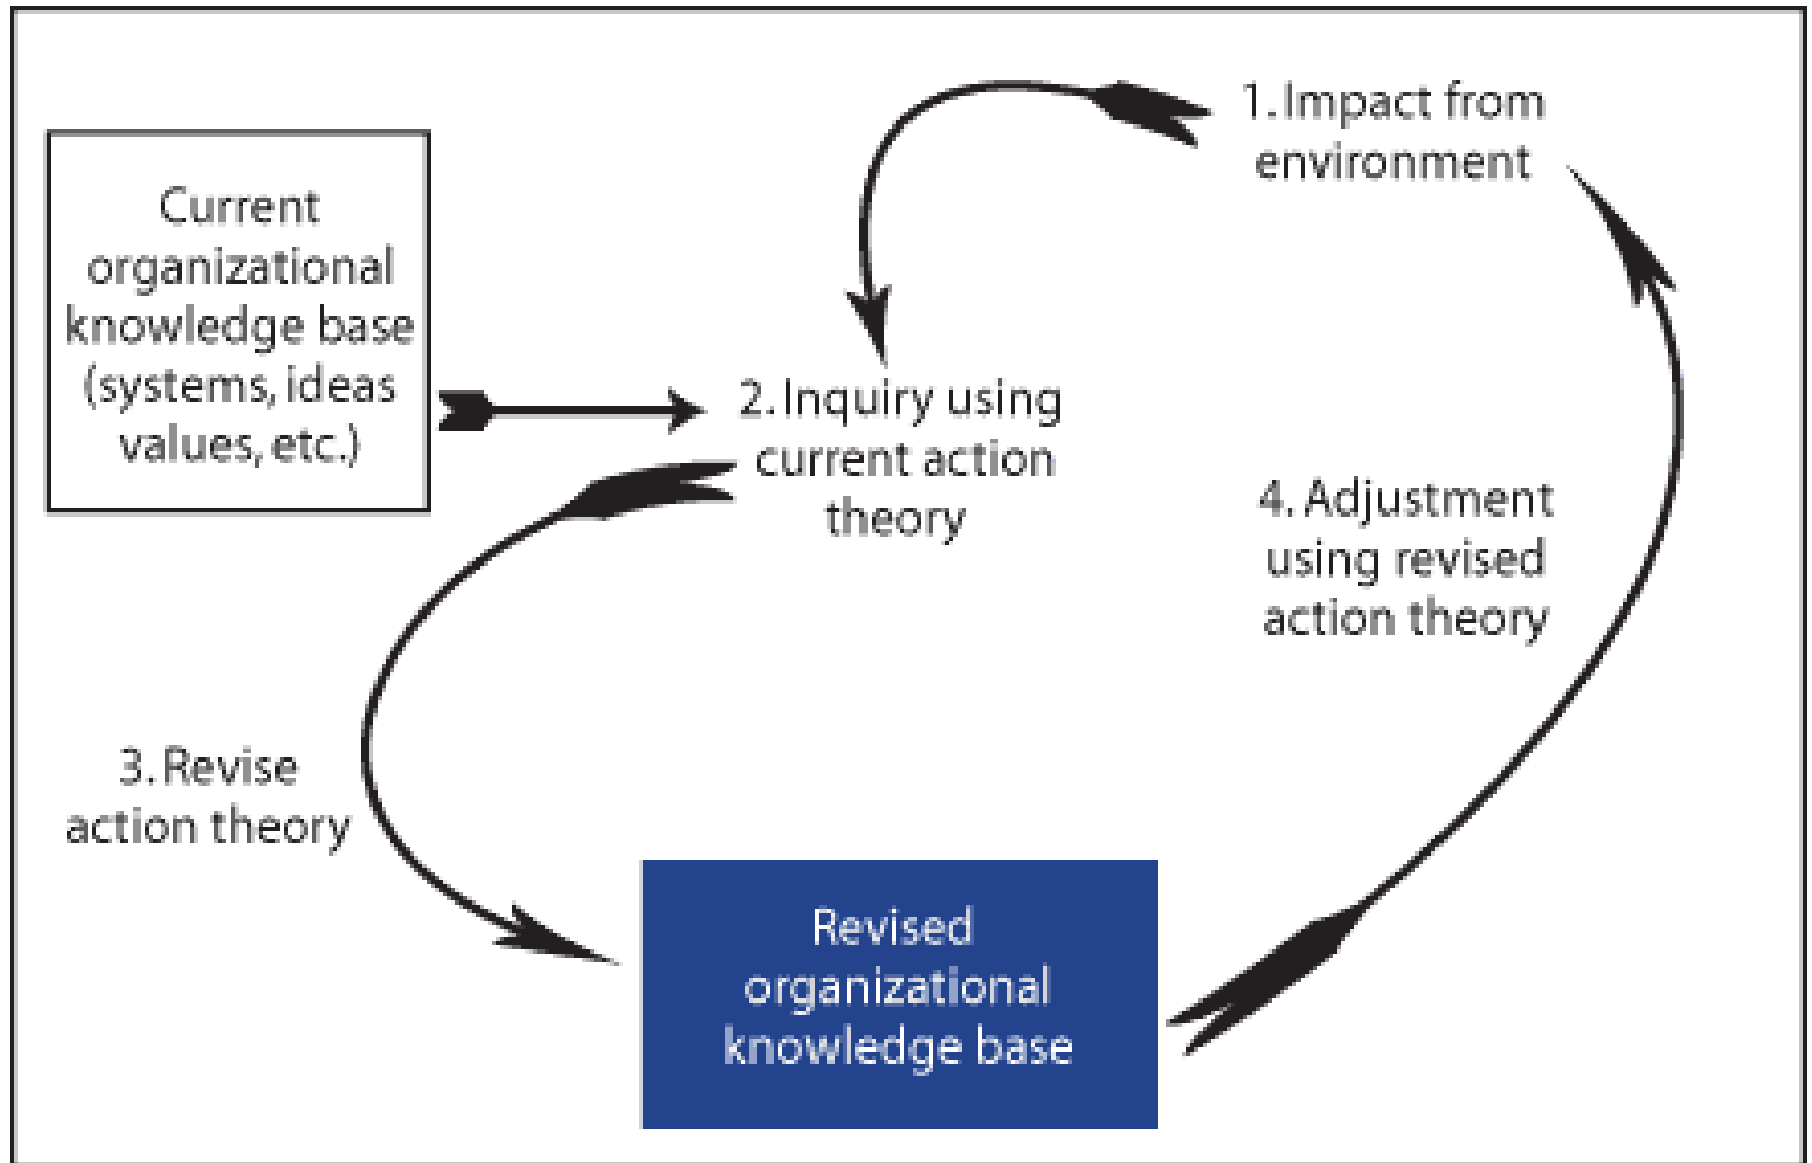 Current
organizational
knowledge base
(systems, ideas
values, etc.)
1. Impact from
environment
2. Inquiry using
current action
theory
3. Revise
action theory
4. Adjustment
using revised
action theory
Revised
organizational
knowledge base